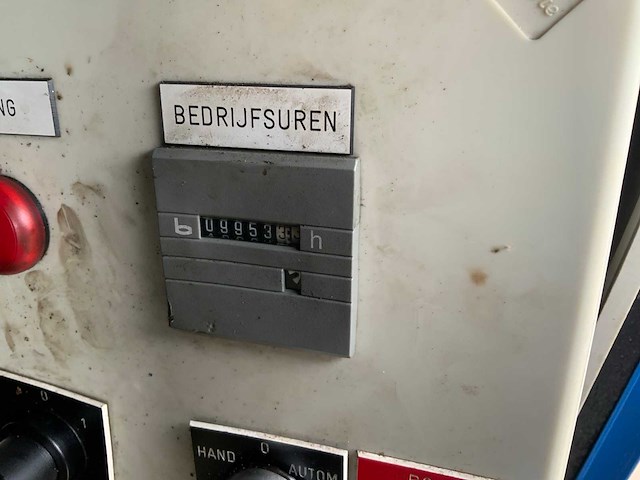 NG
BEDRIJFSUREN
09953
h
0
1
0
HAND
AUTOM